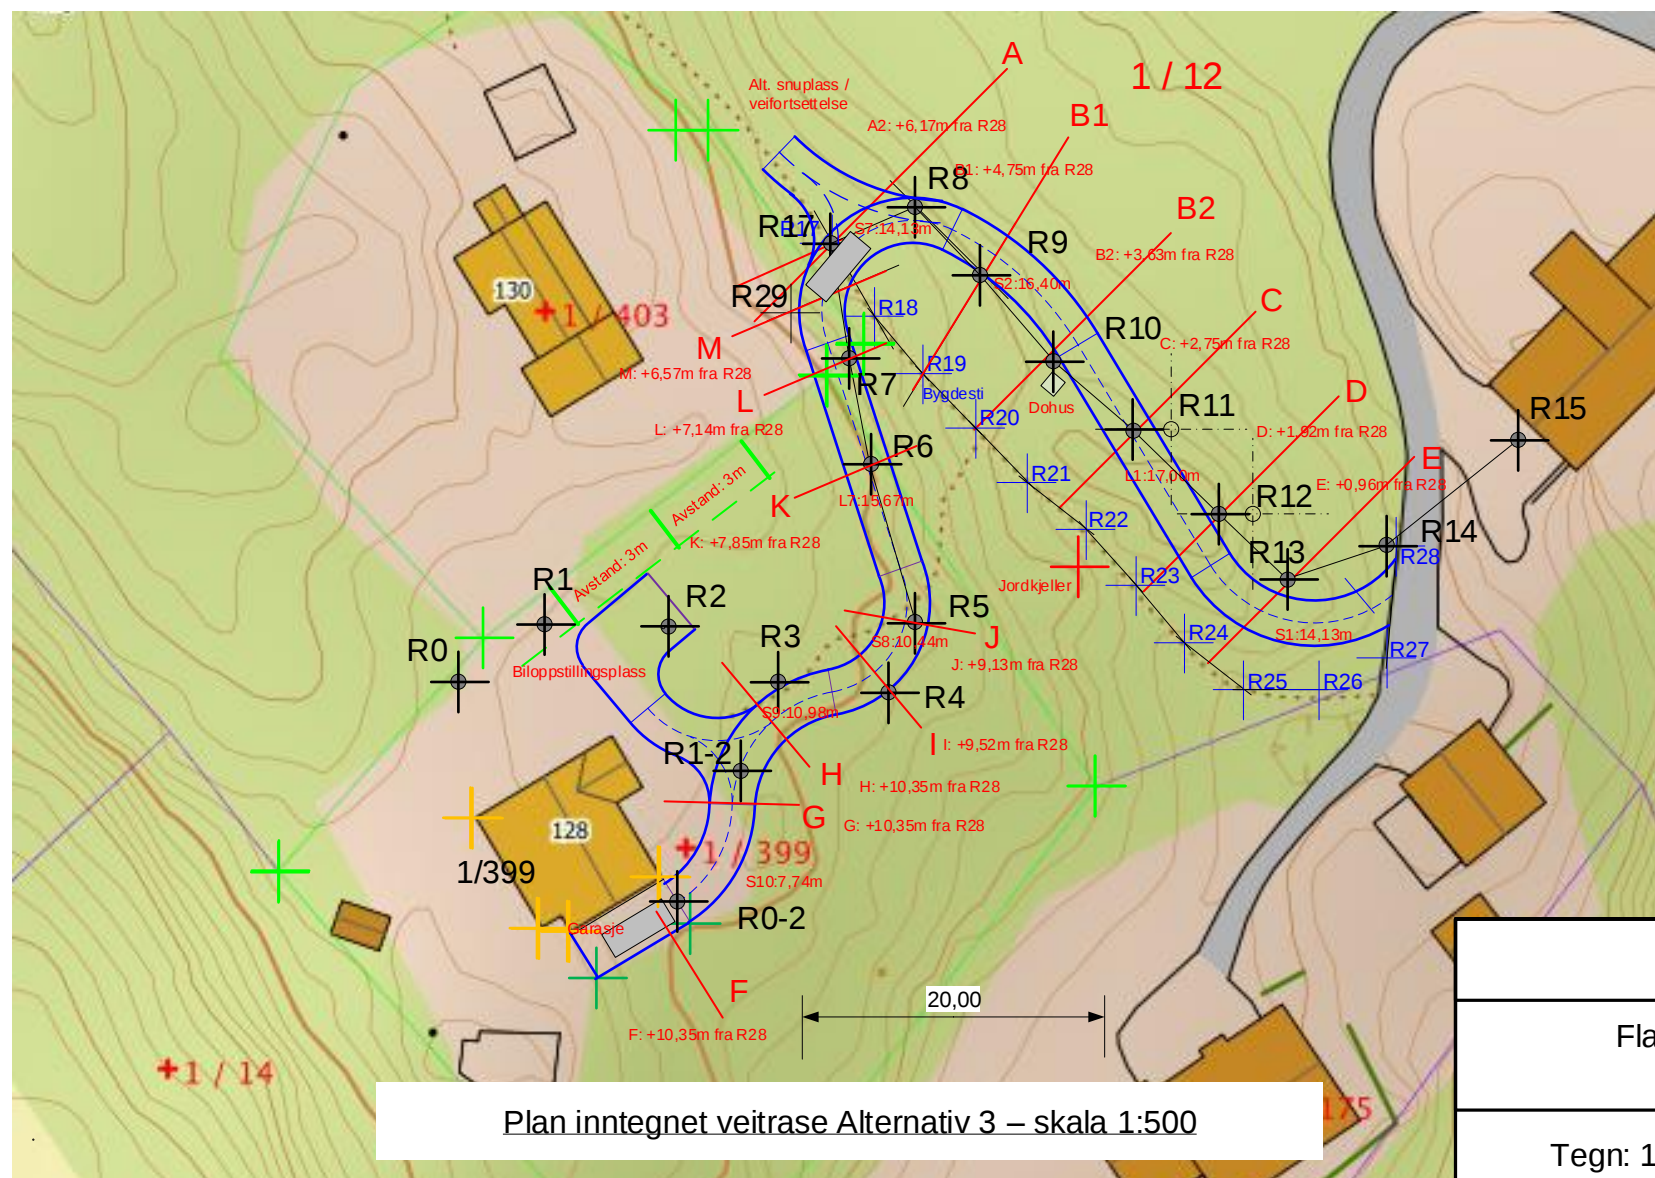 A
1 / 12
Alt. snuplass /
veifortsettelse
B1
A2: +6,17m fra R28
B1: +4,75m fra R28
R8
B2
R17
R17
S7:14,13m
R9
B2: +3,63m fra R28
S2:16,40m
130
R29
1 / 403
R18
C
R10
C: +2,75m fra R28
M
M: +6,57m fra R28
R7
R19
Bygdesti
D
L
Dohus
R11
R15
L: +7,14m fra R28
R20
D: +1,92m fra R28
R6
E
Avstand: 3m
K
L7:15,67m
R21
L1:17,00m
E: +0,96m fra R28
R12
R22
K: +7,85m fra R28
R14
R13
R28
Avstand: 3m
R1
R2
Jordkjeller
R23
R5
R3
J
S8:10,44m
R24
S1:14,13m
R0
J: +9,13m fra R28
R27
Biloppstillingsplass
R25
R26
R4
S9:10,98m
I
I: +9,52m fra R28
R1-2
H
H: +10,35m fra R28
G
G: +10,35m fra R28
128
1 / 399
1/399
S10:7,74m
R0-2
Garasje
F
20,00
F: +10,35m fra R28
Fla
1 / 14
175
Plan inntegnet veitrase Alternativ 3 – skala 1:500
Tegn: 1